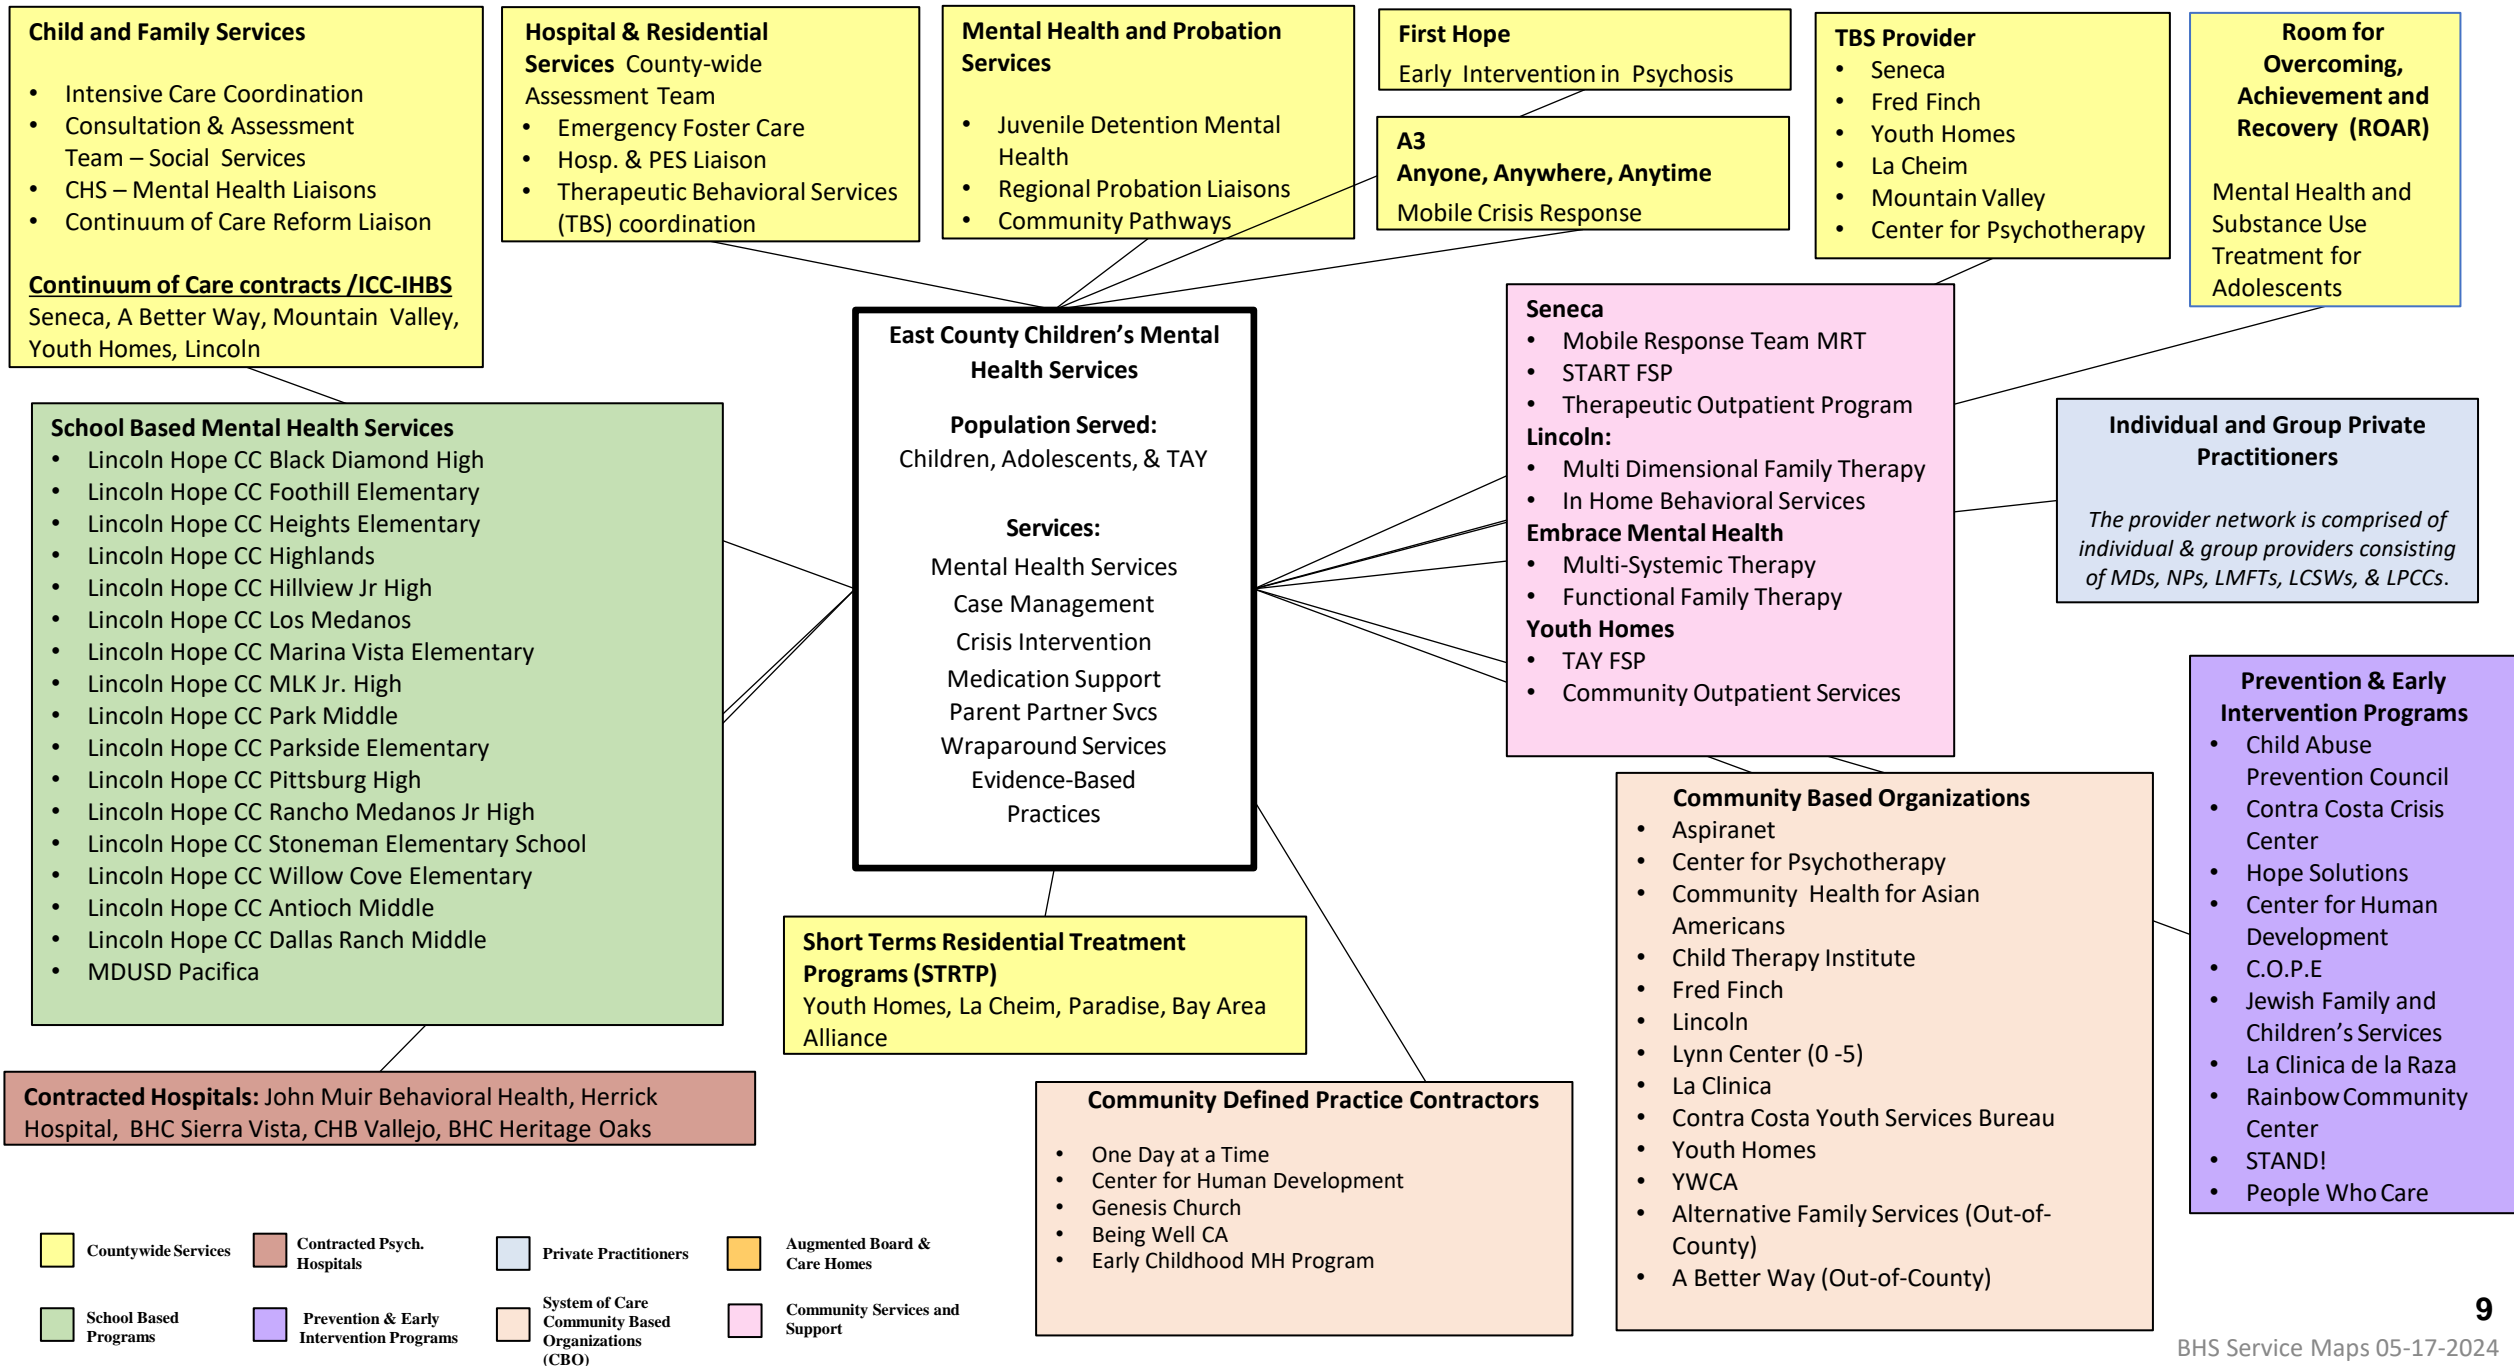 Child and Family Services
• Intensive Care Coordination
• Consultation & Assessment
Team – Social Services
• CHS – Mental Health Liaisons
• Continuum of Care Reform Liaison
Continuum of Care contracts /ICC-IHBS
Seneca, A Better Way, Mountain Valley,
Youth Homes, Lincoln
Hospital & Residential
Services County-wide
Assessment Team
• Emergency Foster Care
• Hosp. & PES Liaison
• Therapeutic Behavioral Services
(TBS) coordination
Mental Health and Probation
Services
• Juvenile Detention Mental
Health
• Regional Probation Liaisons
• Community Pathways
First Hope
Early Intervention in Psychosis
A3
Anyone, Anywhere, Anytime
Mobile Crisis Response
TBS Provider
• Seneca
• Fred Finch
• Youth Homes
• La Cheim
• Mountain Valley
• Center for Psychotherapy
Room for
Overcoming,
Achievement and
Recovery (ROAR)
Mental Health and
Substance Use
Treatment for
Adolescents
School Based Mental Health Services
• Lincoln Hope CC Black Diamond High
• Lincoln Hope CC Foothill Elementary
• Lincoln Hope CC Heights Elementary
• Lincoln Hope CC Highlands
• Lincoln Hope CC Hillview Jr High
• Lincoln Hope CC Los Medanos
• Lincoln Hope CC Marina Vista Elementary
• Lincoln Hope CC MLK Jr. High
• Lincoln Hope CC Park Middle
• Lincoln Hope CC Parkside Elementary
• Lincoln Hope CC Pittsburg High
• Lincoln Hope CC Rancho Medanos Jr High
• Lincoln Hope CC Stoneman Elementary School
• Lincoln Hope CC Willow Cove Elementary
• Lincoln Hope CC Antioch Middle
• Lincoln Hope CC Dallas Ranch Middle
• MDUSD Pacifica
East County Children’s Mental
Health Services
Population Served:
Children, Adolescents, & TAY
Services:
Mental Health Services
Case Management
Crisis Intervention
Medication Support
Parent Partner Svcs
Wraparound Services
Evidence-Based
Practices
Seneca
• Mobile Response Team MRT
• START FSP
• Therapeutic Outpatient Program
Lincoln:
• Multi Dimensional Family Therapy
• In Home Behavioral Services
Embrace Mental Health
• Multi-Systemic Therapy
• Functional Family Therapy
Youth Homes
• TAY FSP
• Community Outpatient Services
Individual and Group Private
Practitioners
The provider network is comprised of
individual & group providers consisting
of MDs, NPs, LMFTs, LCSWs, & LPCCs.
Prevention & Early
Intervention Programs
• Child Abuse
Prevention Council
• Contra Costa Crisis
Center
• Hope Solutions
• Center for Human
Development
• C.O.P.E
• Jewish Family and
Children’s Services
• La Clinica de la Raza
• Rainbow Community
Center
• STAND!
• People Who Care
Community Based Organizations
• Aspiranet
• Center for Psychotherapy
• Community Health for Asian
Americans
• Child Therapy Institute
• Fred Finch
• Lincoln
• Lynn Center (0 -5)
• La Clinica
• Contra Costa Youth Services Bureau
• Youth Homes
• YWCA
• Alternative Family Services (Out-of-
County)
• A Better Way (Out-of-County)
Short Terms Residential Treatment
Programs (STRTP)
Youth Homes, La Cheim, Paradise, Bay Area
Alliance
Contracted Hospitals: John Muir Behavioral Health, Herrick
Hospital, BHC Sierra Vista, CHB Vallejo, BHC Heritage Oaks
Community Defined Practice Contractors
• One Day at a Time
• Center for Human Development
• Genesis Church
• Being Well CA
• Early Childhood MH Program
Countywide Services
Contracted Psych.
Hospitals
Private Practitioners
Augmented Board &
Care Homes
School Based
Programs
Prevention & Early
Intervention Programs
System of Care
Community Based
Organizations
(CBO)
Community Services and
Support
9
BHS Service Maps 05-17-2024